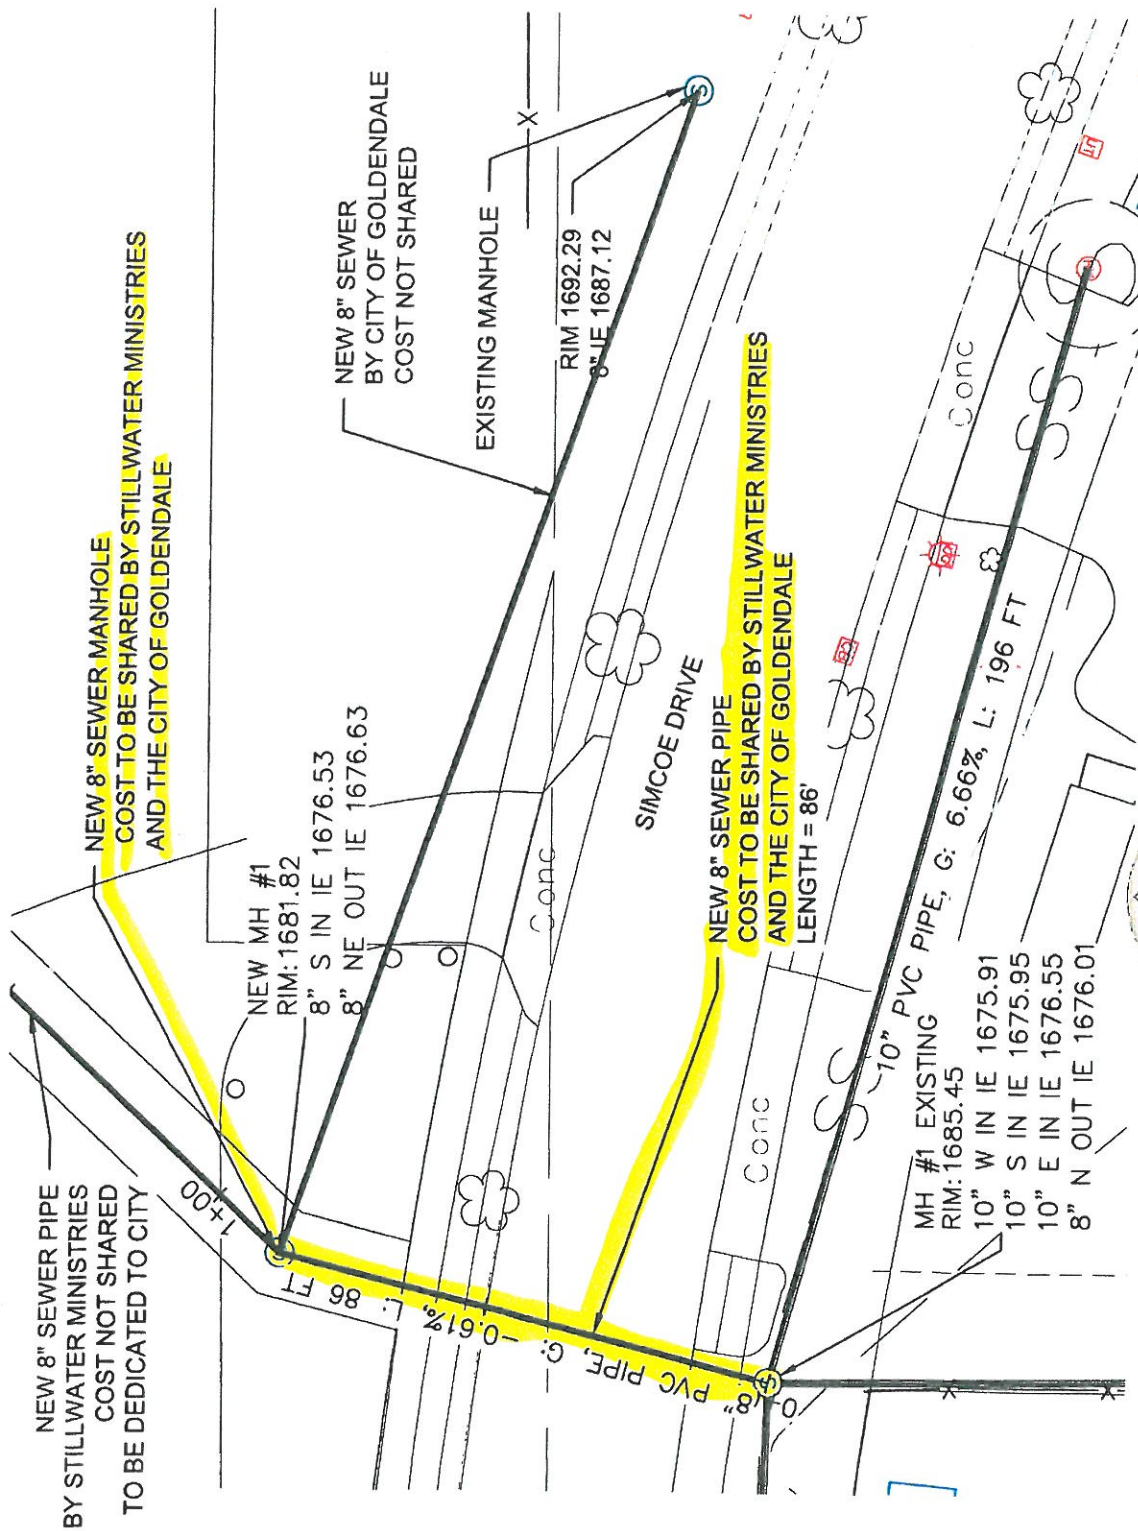 NEW 8" SEWER PIPE
BY STILLWATER MINISTRIES
COST NOT SHARED
TO BE DEDICATED TO CITY
NEW 8" SEWER MANHOLE
COST TO BE SHARED BY STILLWATER MINISTRIES
AND THE CITY OF GOLDENDALE
1+00
NEW MH #1
RIM: 1681.82
8" S IN IE 1676.53
8" NE OUT IE 1676.63
NEW 8" SEWER
BY CITY OF GOLDENDALE
COST NOT SHARED
EXISTING MANHOLE
RIM 1692.29
8" IE 1687.12
X
S
S
8" PVC PIPE, G: -0.61%, L: 86 FT
Conc
SIMCOE DRIVE
NEW 8" SEWER PIPE
COST TO BE SHARED BY STILLWATER MINISTRIES
AND THE CITY OF GOLDENDALE
LENGTH = 86'
Conc
Conc
SS
SS
10" PVC PIPE, G: 6.66%, L: 196 FT
MH #1 EXISTING
RIM: 1685.45
10" W IN IE 1675.91
10" S IN IE 1675.95
10" E IN IE 1676.55
8" N OUT IE 1676.01
X
X